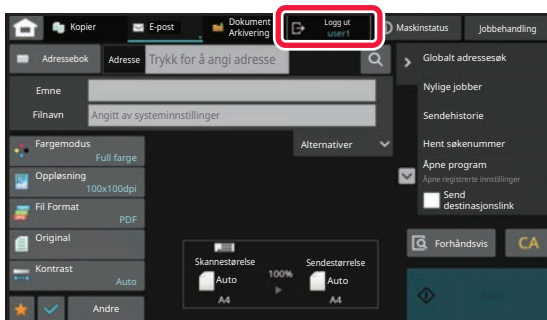 Kopier
E-post
Dokument
Arkivering
Logg ut
user1
Maskinstatus
Jobbehandling
Adressebok
Adresse
Trykk for å angi adresse
Emne
Filnavn
Angitt av systeminnstillinger
Fargemodus
Full farge
Oppløsning
100x100dpi
Fil Format
PDF
Original
Kontrast
Auto
Andre
Alternativer
Skannestørelse
Auto
A4
100%
Sendestørrelse
Auto
A4
Globalt adressesøk
Nylige jobber
Sendehistorie
Hent søkenummer
Åpne program
Åpne registrerte innstillinger
Send
destinasjonslink
Forhåndsvis
CA
Start